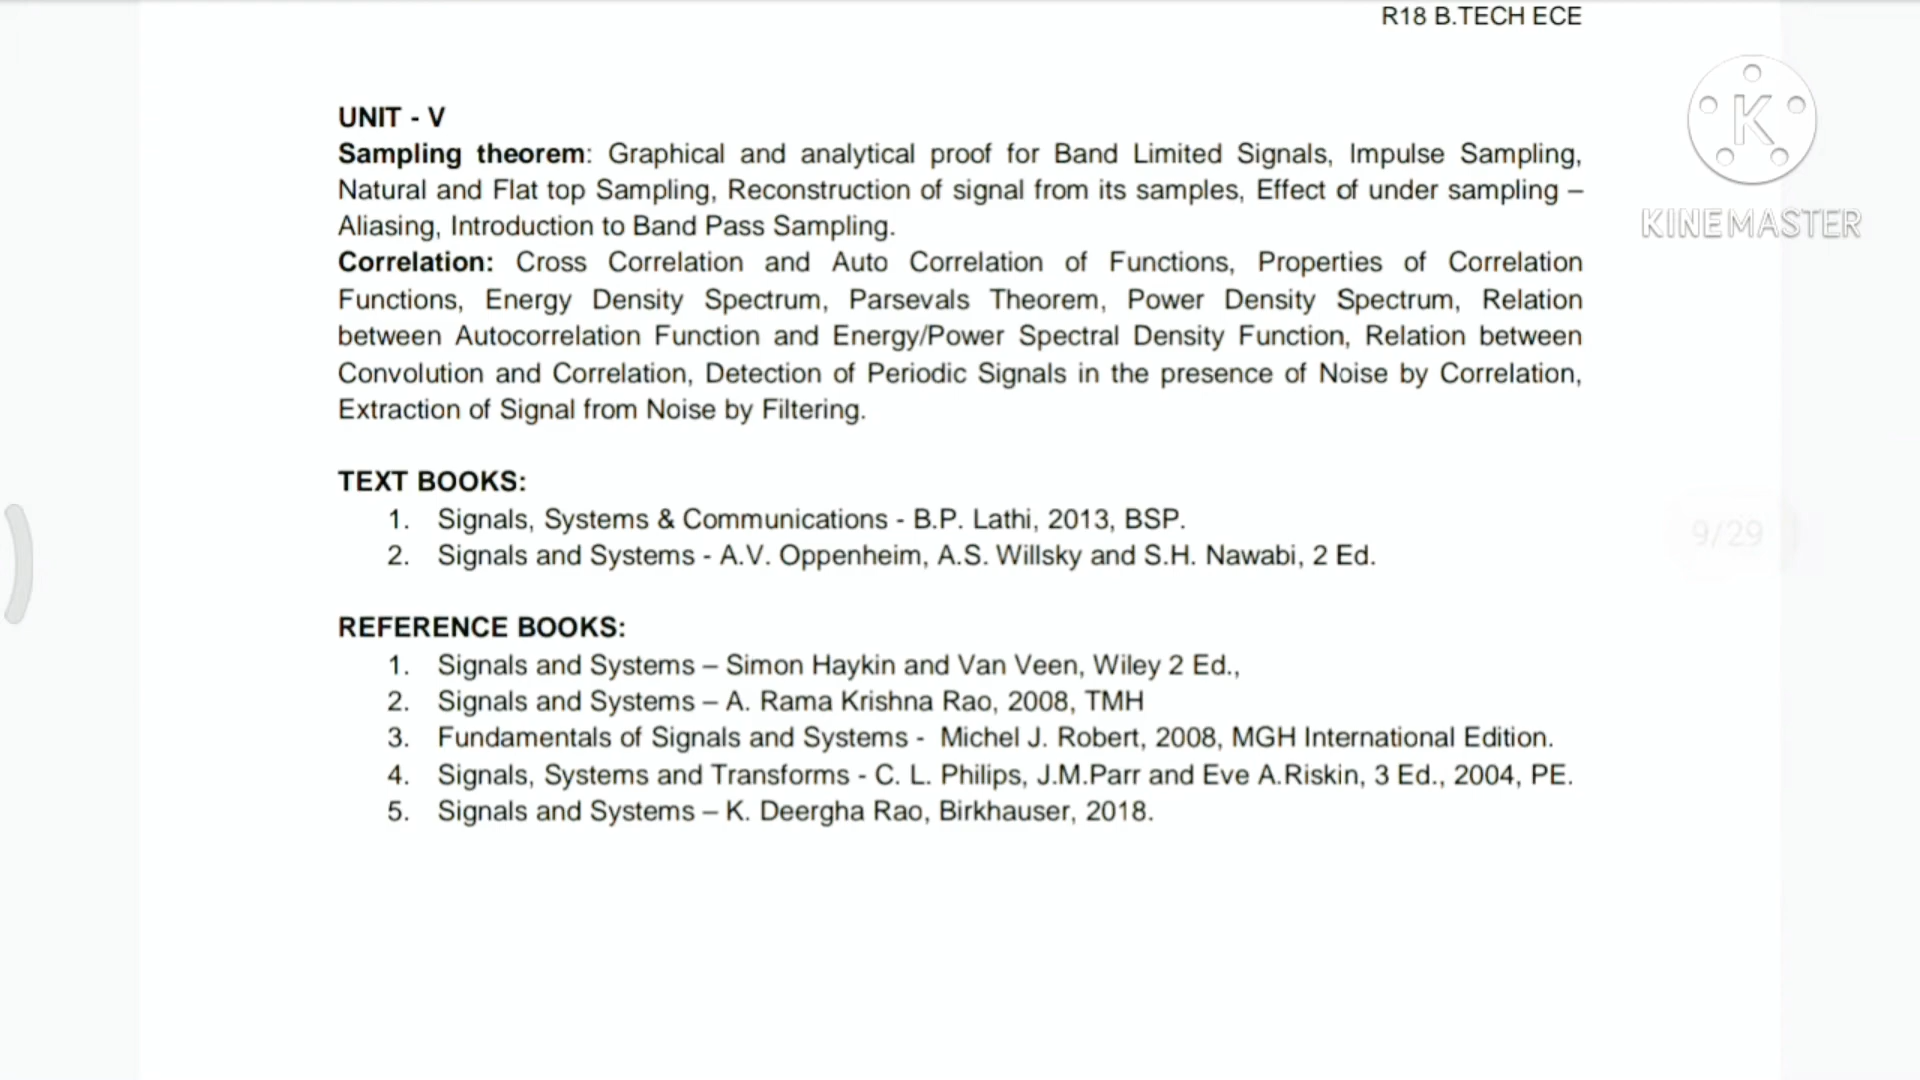 R18 B.TECH ECE
UNIT - V
Sampling theorem: Graphical and analytical proof for Band Limited Signals, Impulse Sampling,
Natural and Flat top Sampling, Reconstruction of signal from its samples, Effect of under sampling –
Aliasing, Introduction to Band Pass Sampling.
Correlation: Cross Correlation and Auto Correlation of Functions, Properties of Correlation
Functions, Energy Density Spectrum, Parsevals Theorem, Power Density Spectrum, Relation
between Autocorrelation Function and Energy/Power Spectral Density Function, Relation between
Convolution and Correlation, Detection of Periodic Signals in the presence of Noise by Correlation,
Extraction of Signal from Noise by Filtering.
TEXT BOOKS:
1. Signals, Systems & Communications - B.P. Lathi, 2013, BSP.
2. Signals and Systems - A.V. Oppenheim, A.S. Willsky and S.H. Nawabi, 2 Ed.
REFERENCE BOOKS:
1. Signals and Systems – Simon Haykin and Van Veen, Wiley 2 Ed.,
2. Signals and Systems – A. Rama Krishna Rao, 2008, TMH
3. Fundamentals of Signals and Systems - Michel J. Robert, 2008, MGH International Edition.
4. Signals, Systems and Transforms - C. L. Philips, J.M.Parr and Eve A.Riskin, 3 Ed., 2004, PE.
5. Signals and Systems – K. Deergha Rao, Birkhauser, 2018.
K
KINEMASTER
9/29